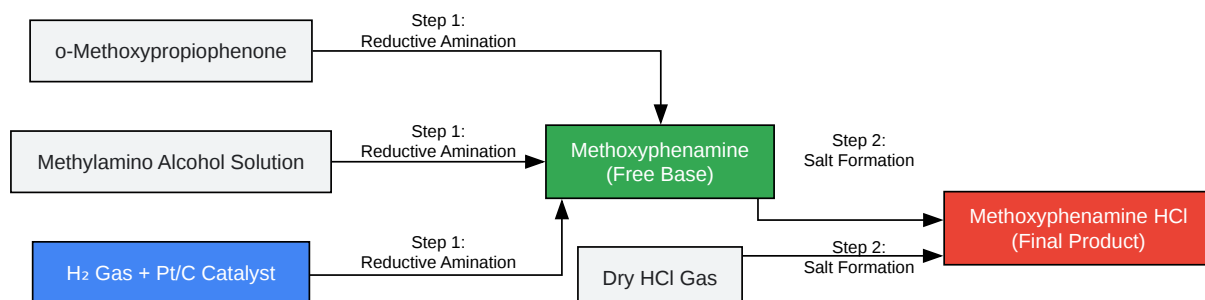 o-Methoxypropiophenone
Step 1:
Reductive Amination
Methylamino Alcohol Solution
Step 1:
Reductive Amination
Methoxyphenamine
(Free Base)
Step 2:
Salt Formation
H₂ Gas + Pt/C Catalyst
Step 1:
Reductive Amination
Dry HCl Gas
Step 2:
Salt Formation
Methoxyphenamine HCl
(Final Product)